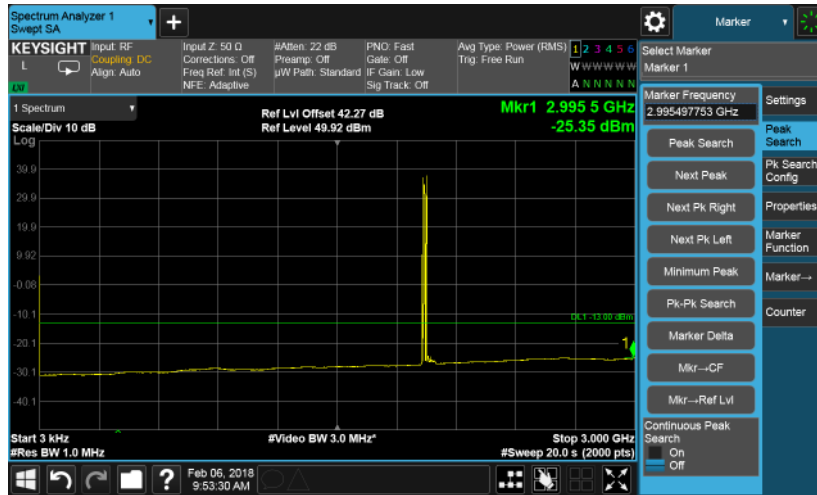 Spectrum Analyzer 1
Swept SA
Marker
KEYSIGHT
L
LXI
Input: RF
Coupling: DC
Align: Auto
Input Z: 50 Ω
Corrections: Off
Freq Ref: Int (S)
NFE: Adaptive
#Atten: 22 dB
Preamp: Off
µW Path: Standard
PNO: Fast
Gate: Off
IF Gain: Low
Sig Track: Off
Avg Type: Power (RMS)
Trig: Free Run
1 2 3 4 5 6
W W W W W W
A N N N N N
Select Marker
Marker 1
1 Spectrum
Scale/Div 10 dB
Log
Ref Lvl Offset 42.27 dB
Ref Level 49.92 dBm
Mkr1 2.995 5 GHz
-25.35 dBm
39.9
29.9
19.9
9.92
-0.08
-10.1
-20.1
-30.1
-40.1
DL1 -13.00 dBm
1
Start 3 kHz
#Res BW 1.0 MHz
#Video BW 3.0 MHz*
Stop 3.000 GHz
#Sweep 20.0 s (2000 pts)
Marker Frequency
2.995497753 GHz
Peak Search
Next Peak
Next Pk Right
Next Pk Left
Minimum Peak
Pk-Pk Search
Marker Delta
Mkr→CF
Mkr→Ref Lvl
Continuous Peak
Search
On
Off
Settings
Peak
Search
Pk Search
Config
Properties
Marker
Function
Marker→
Counter
?
Feb 06, 2018
9:53:30 AM